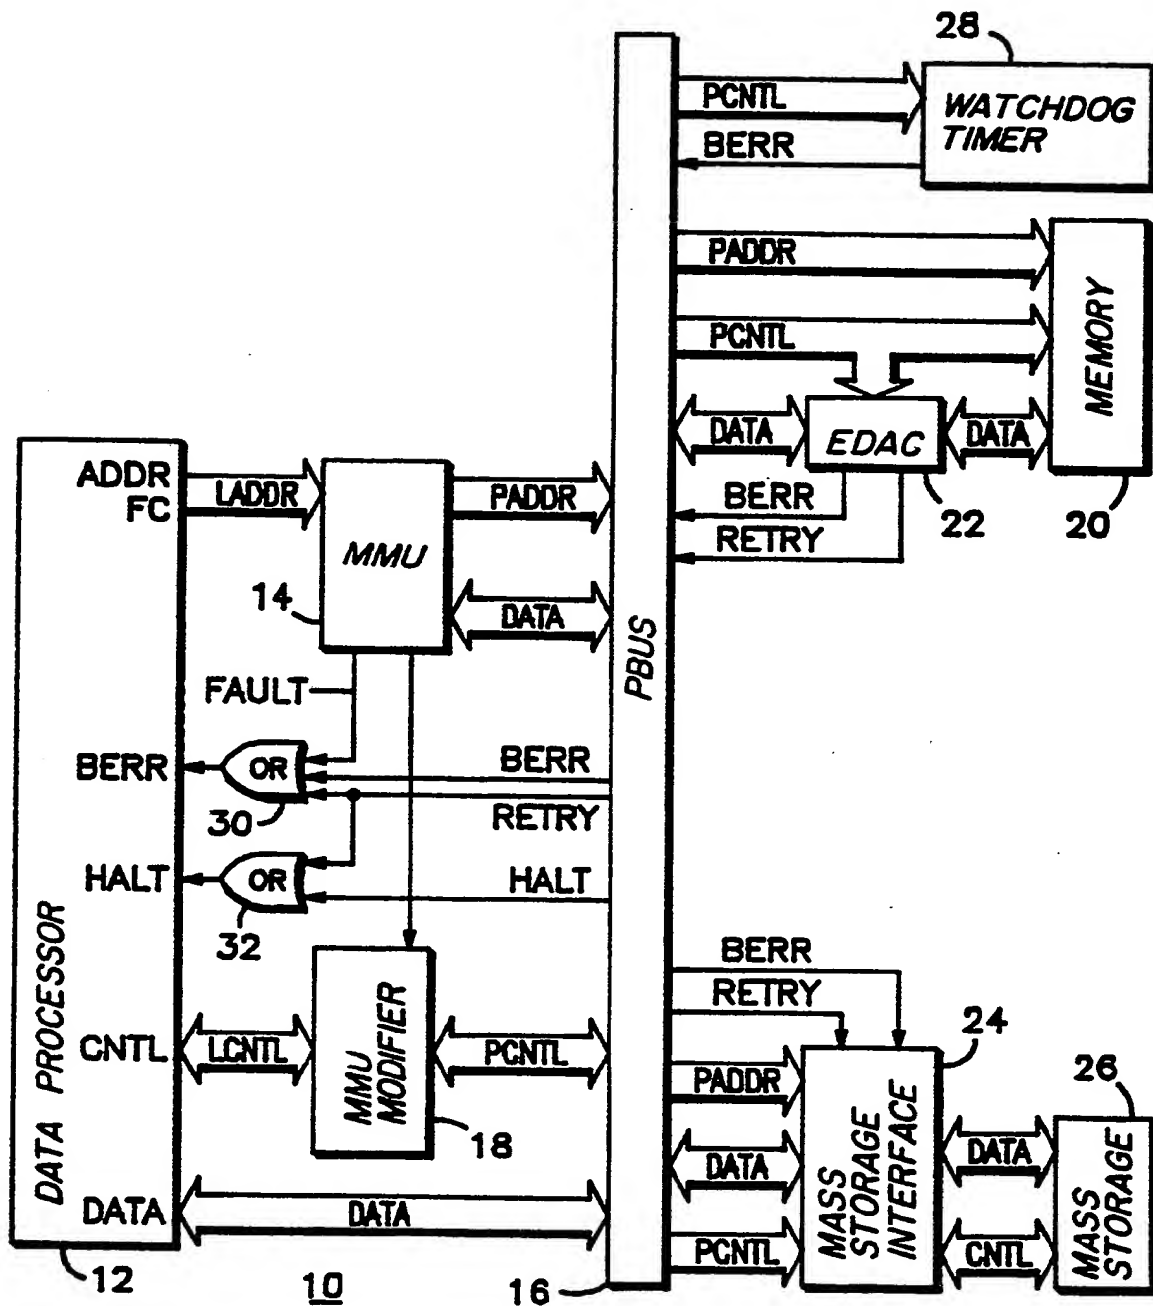 28
PCNTL
WATCHDOG
TIMER
BERR
PADDR
PCNTL
MEMORY
DATA
EDAC
DATA
BERR
RETRY
22
20
ADDR
FC
LADDR
MMU
PADDR
14
DATA
PBUS
FAULT
BERR
OR
BERR
30
RETRY
HALT
OR
HALT
32
DATA PROCESSOR
CNTL
LCNTL
MMU
MODIFIER
PCNTL
18
DATA
DATA
12
10
16
BERR
RETRY
24
PADDR
26
DATA
MASS
STORAGE
INTERFACE
DATA
MASS
STORAGE
PCNTL
CNTL